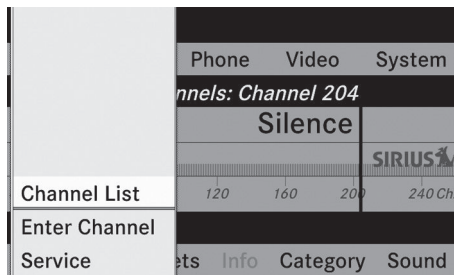 Phone Video System
nnels: Channel 204
Silence
SIRIUS
120 160 200 240 Ch.
Channel List
Enter Channel
Service
ets Info Category Sound